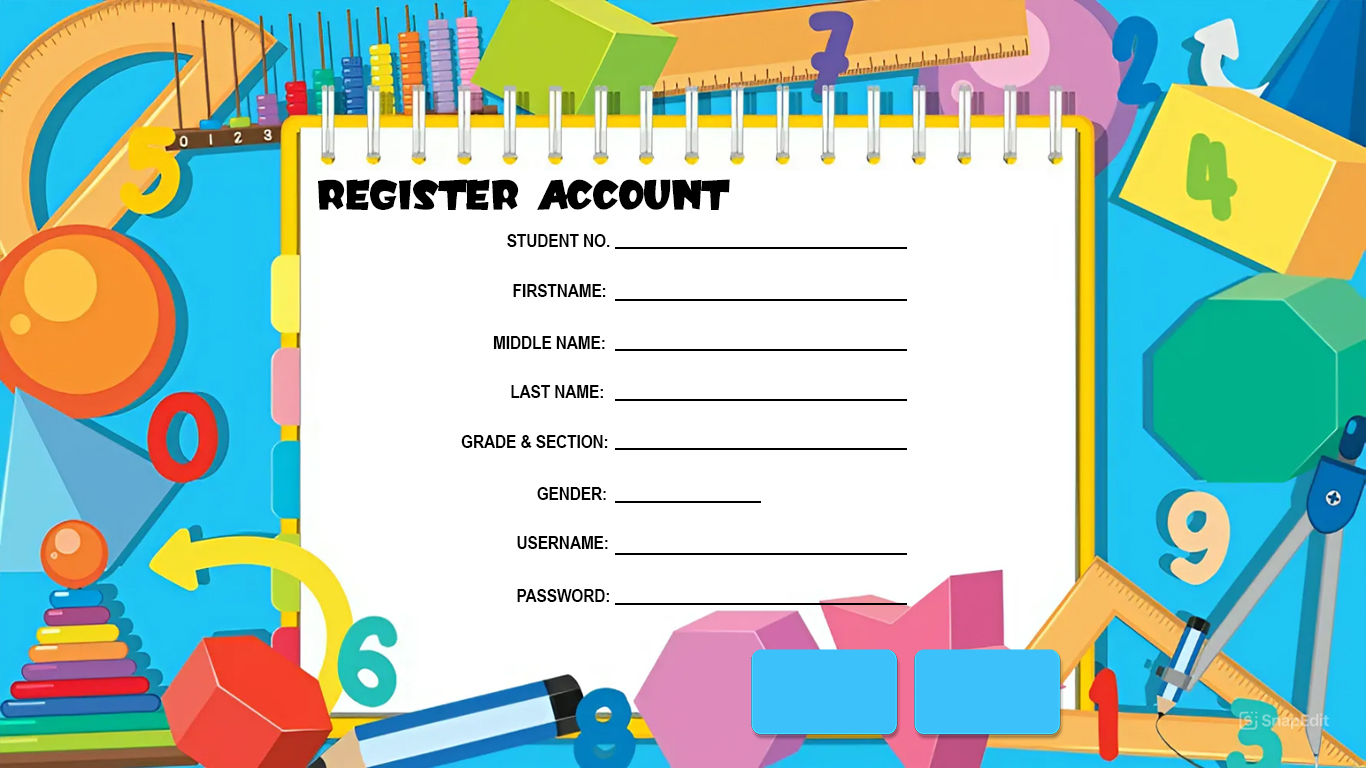 7
2
0 1 2 3
5
4
REGISTER ACCOUNT
STUDENT NO.
FIRSTNAME:
MIDDLE NAME:
LAST NAME:
GRADE & SECTION:
0
GENDER:
9
USERNAME:
PASSWORD:
6
8
1
3
SnapEdit